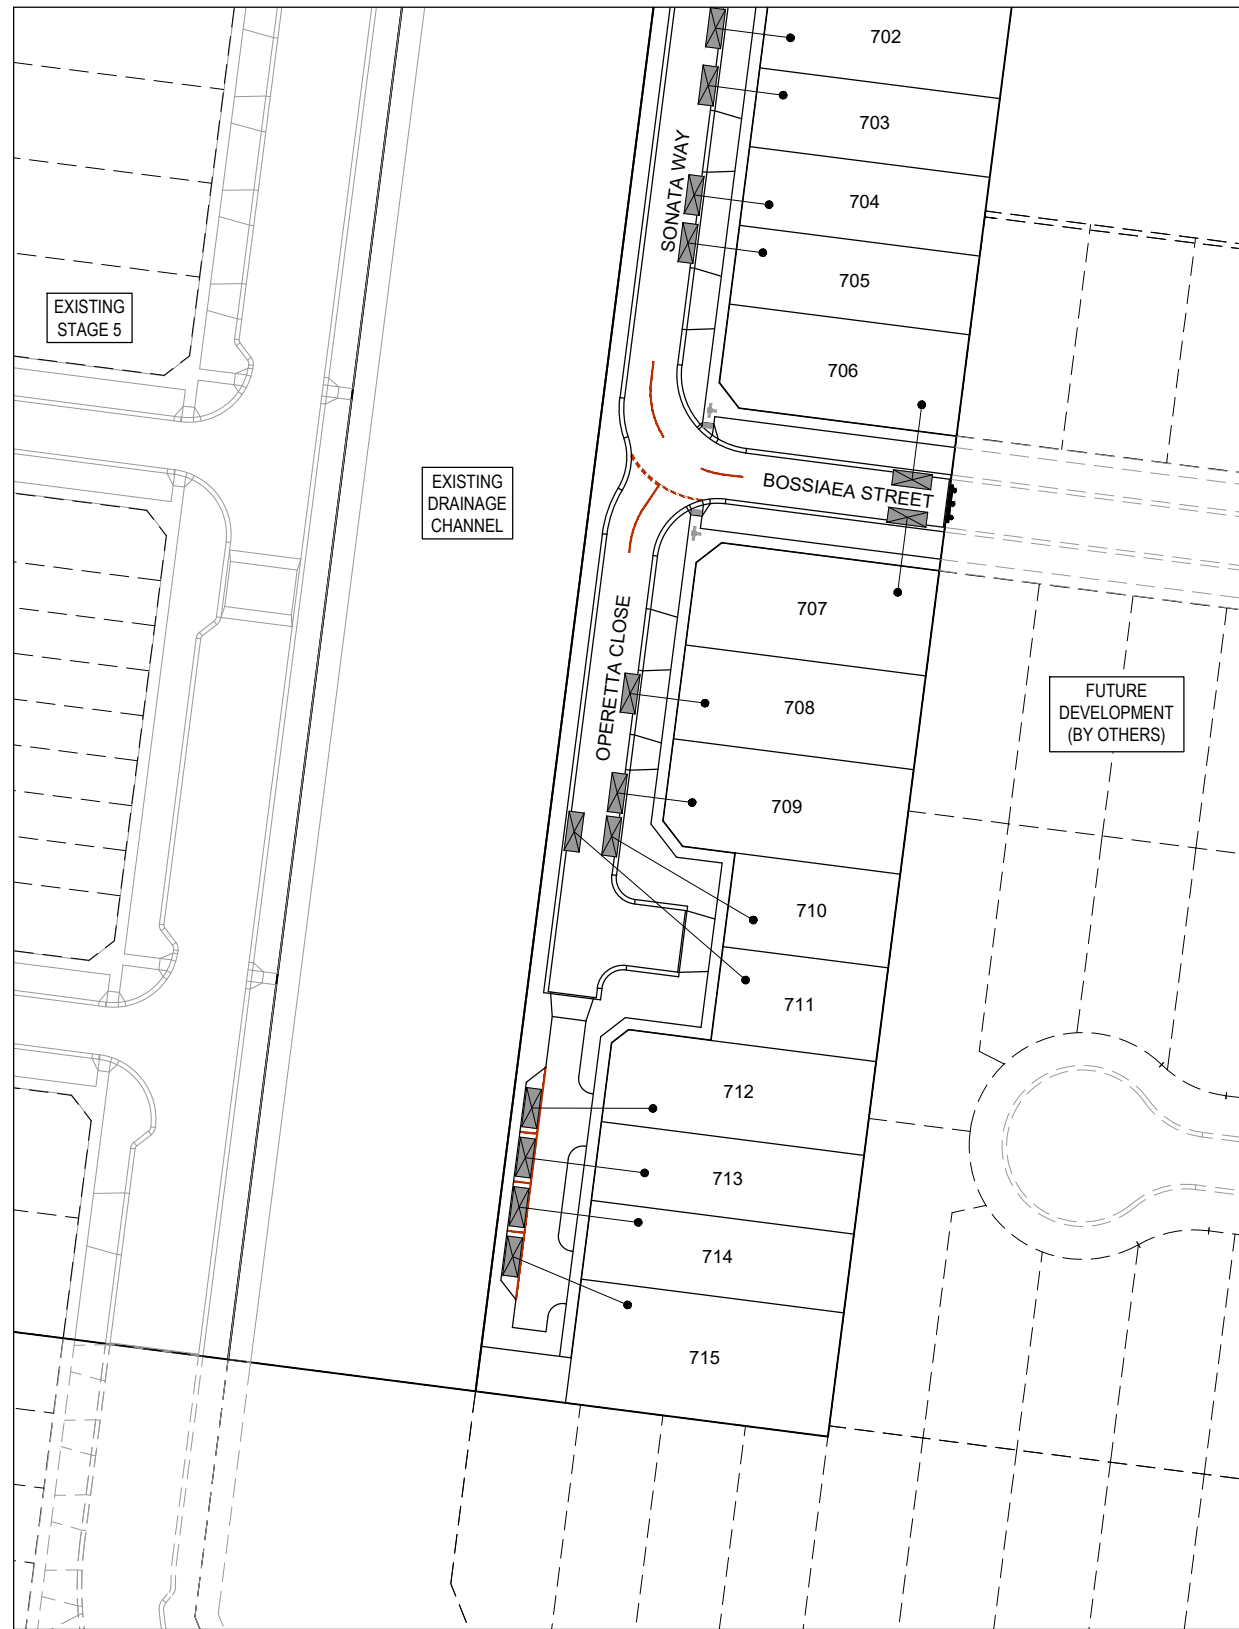 702
703
SONATA WAY
704
705
EXISTING
STAGE 5
706
EXISTING
DRAINAGE
CHANNEL
BOSSIAEA STREET
707
OPERETTA CLOSE
708
FUTURE
DEVELOPMENT
(BY OTHERS)
709
710
711
712
713
714
715